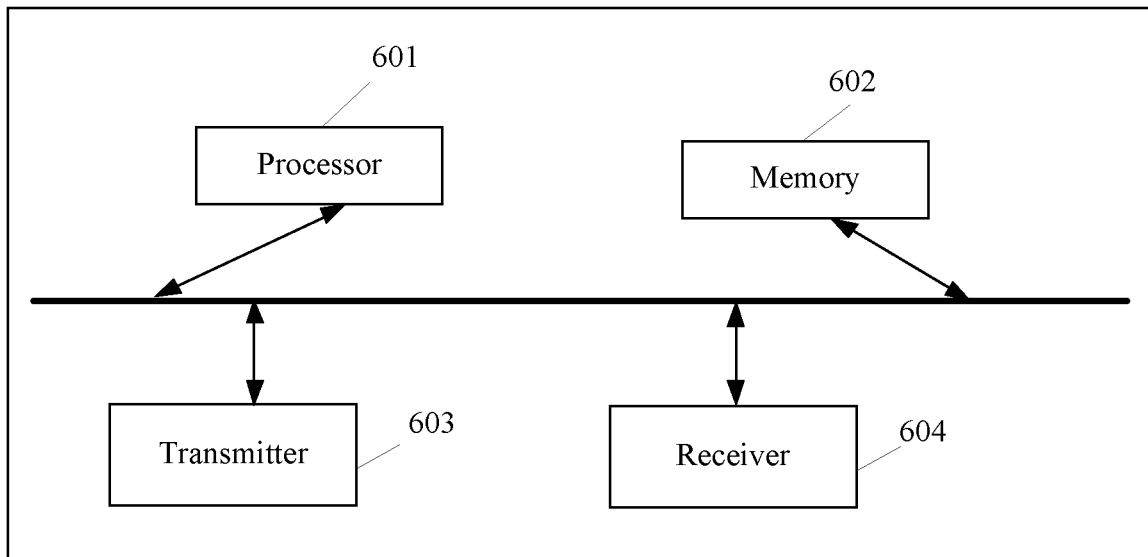 601
602
Processor
Memory
603
604
Transmitter
Receiver